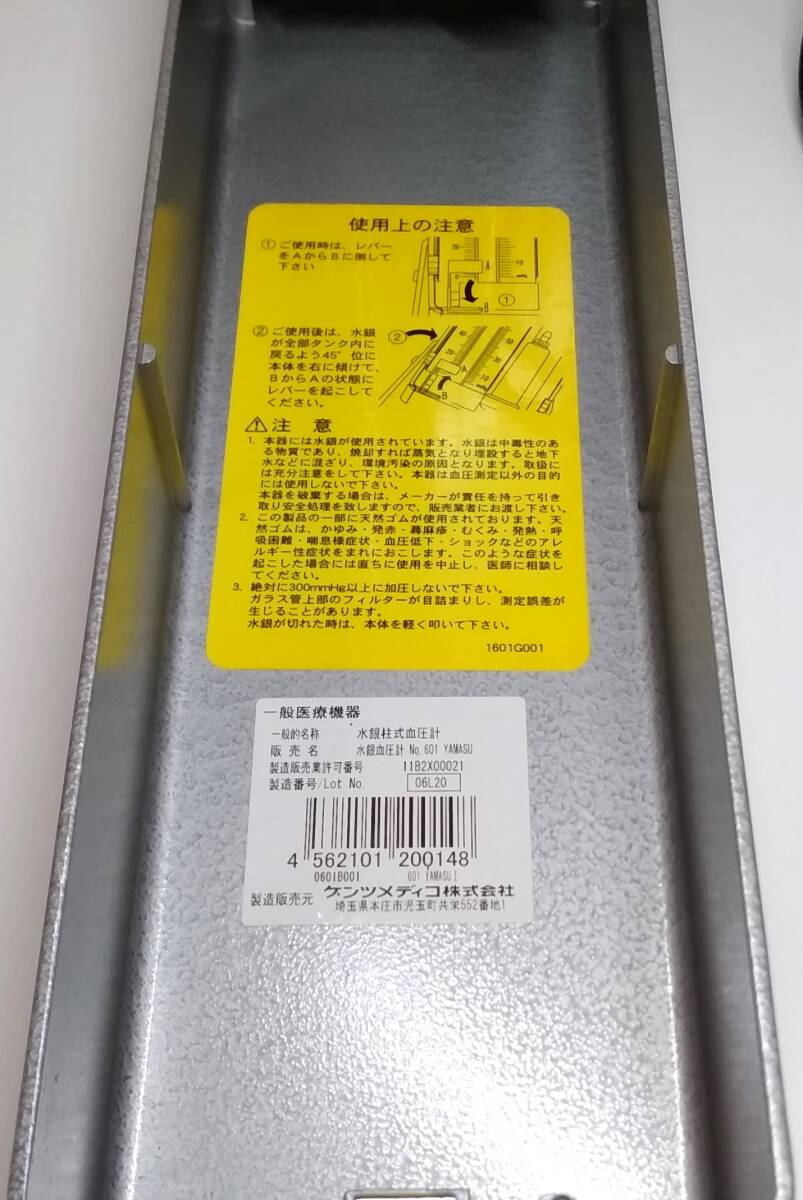 使用上の注意
① ご使用時は、レバー
をAからBに倒して
下さい
② ご使用後は、水銀
が全部タンク内に
戻るよう45°位に
本体を右に傾けて、
BからAの状態に
レバーを起こして
ください。
20
10
0
A
B
mmHg
①
②
40
50
20
30
10
A
B
⚠注 意
1. 本器には水銀が使用されています。水銀は中毒性のあ
る物質であり、焼却すれば蒸気となり埋設すると地下
水などに混ざり、環境汚染の原因となります。取扱に
は充分注意をして下さい。本器は血圧測定以外の目的
には使用しないで下さい。
本器を破棄する場合は、メーカーが責任を持って引き
取り安全処理を致しますので、販売業者にお渡し下さい。
2. この製品の一部に天然ゴムが使用されております。天
然ゴムは、かゆみ・発赤・蕁麻疹・むくみ・発熱・呼
吸困難・喘息様症状・血圧低下・ショックなどのアレ
ルギー性症状をまれにおこします。このような症状を
起こした場合には直ちに使用を中止し、医師に相談し
てください。
3. 絶対に300mmHg以上に加圧しないで下さい。
ガラス管上部のフィルターが目詰まりし、測定誤差が
生じることがあります。
水銀が切れた時は、本体を軽く叩いて下さい。
1601G001
一般医療機器
一般的名称 水銀柱式血圧計
販売名 水銀血圧計 No.601 YAMASU
製造販売業許可番号 11B2X00021
製造番号/Lot No. 06L20
4 562101 200148
0601B001 601 YAMASU I
製造販売元 ケンツメディコ株式会社
埼玉県本庄市児玉町共栄552番地1